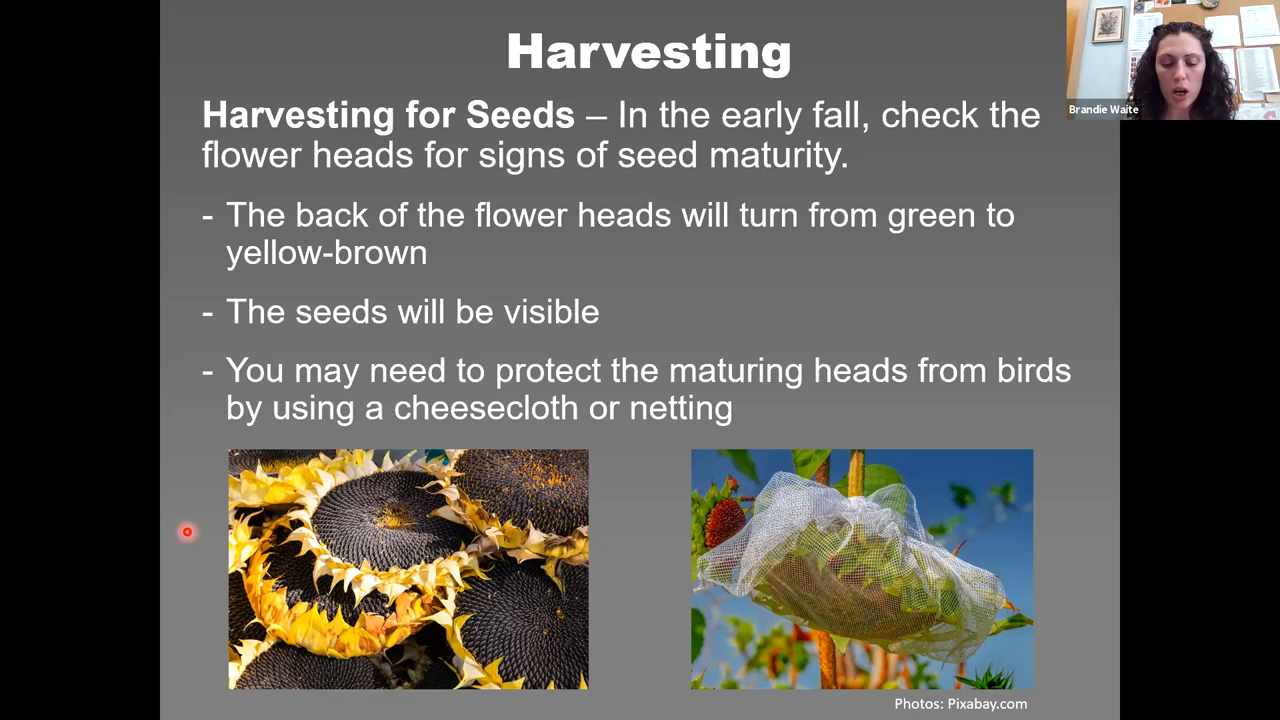 Harvesting
Brandie Waite
Harvesting for Seeds – In the early fall, check the
flower heads for signs of seed maturity.
- The back of the flower heads will turn from green to
yellow-brown
- The seeds will be visible
- You may need to protect the maturing heads from birds
by using a cheesecloth or netting
Photos: Pixabay.com